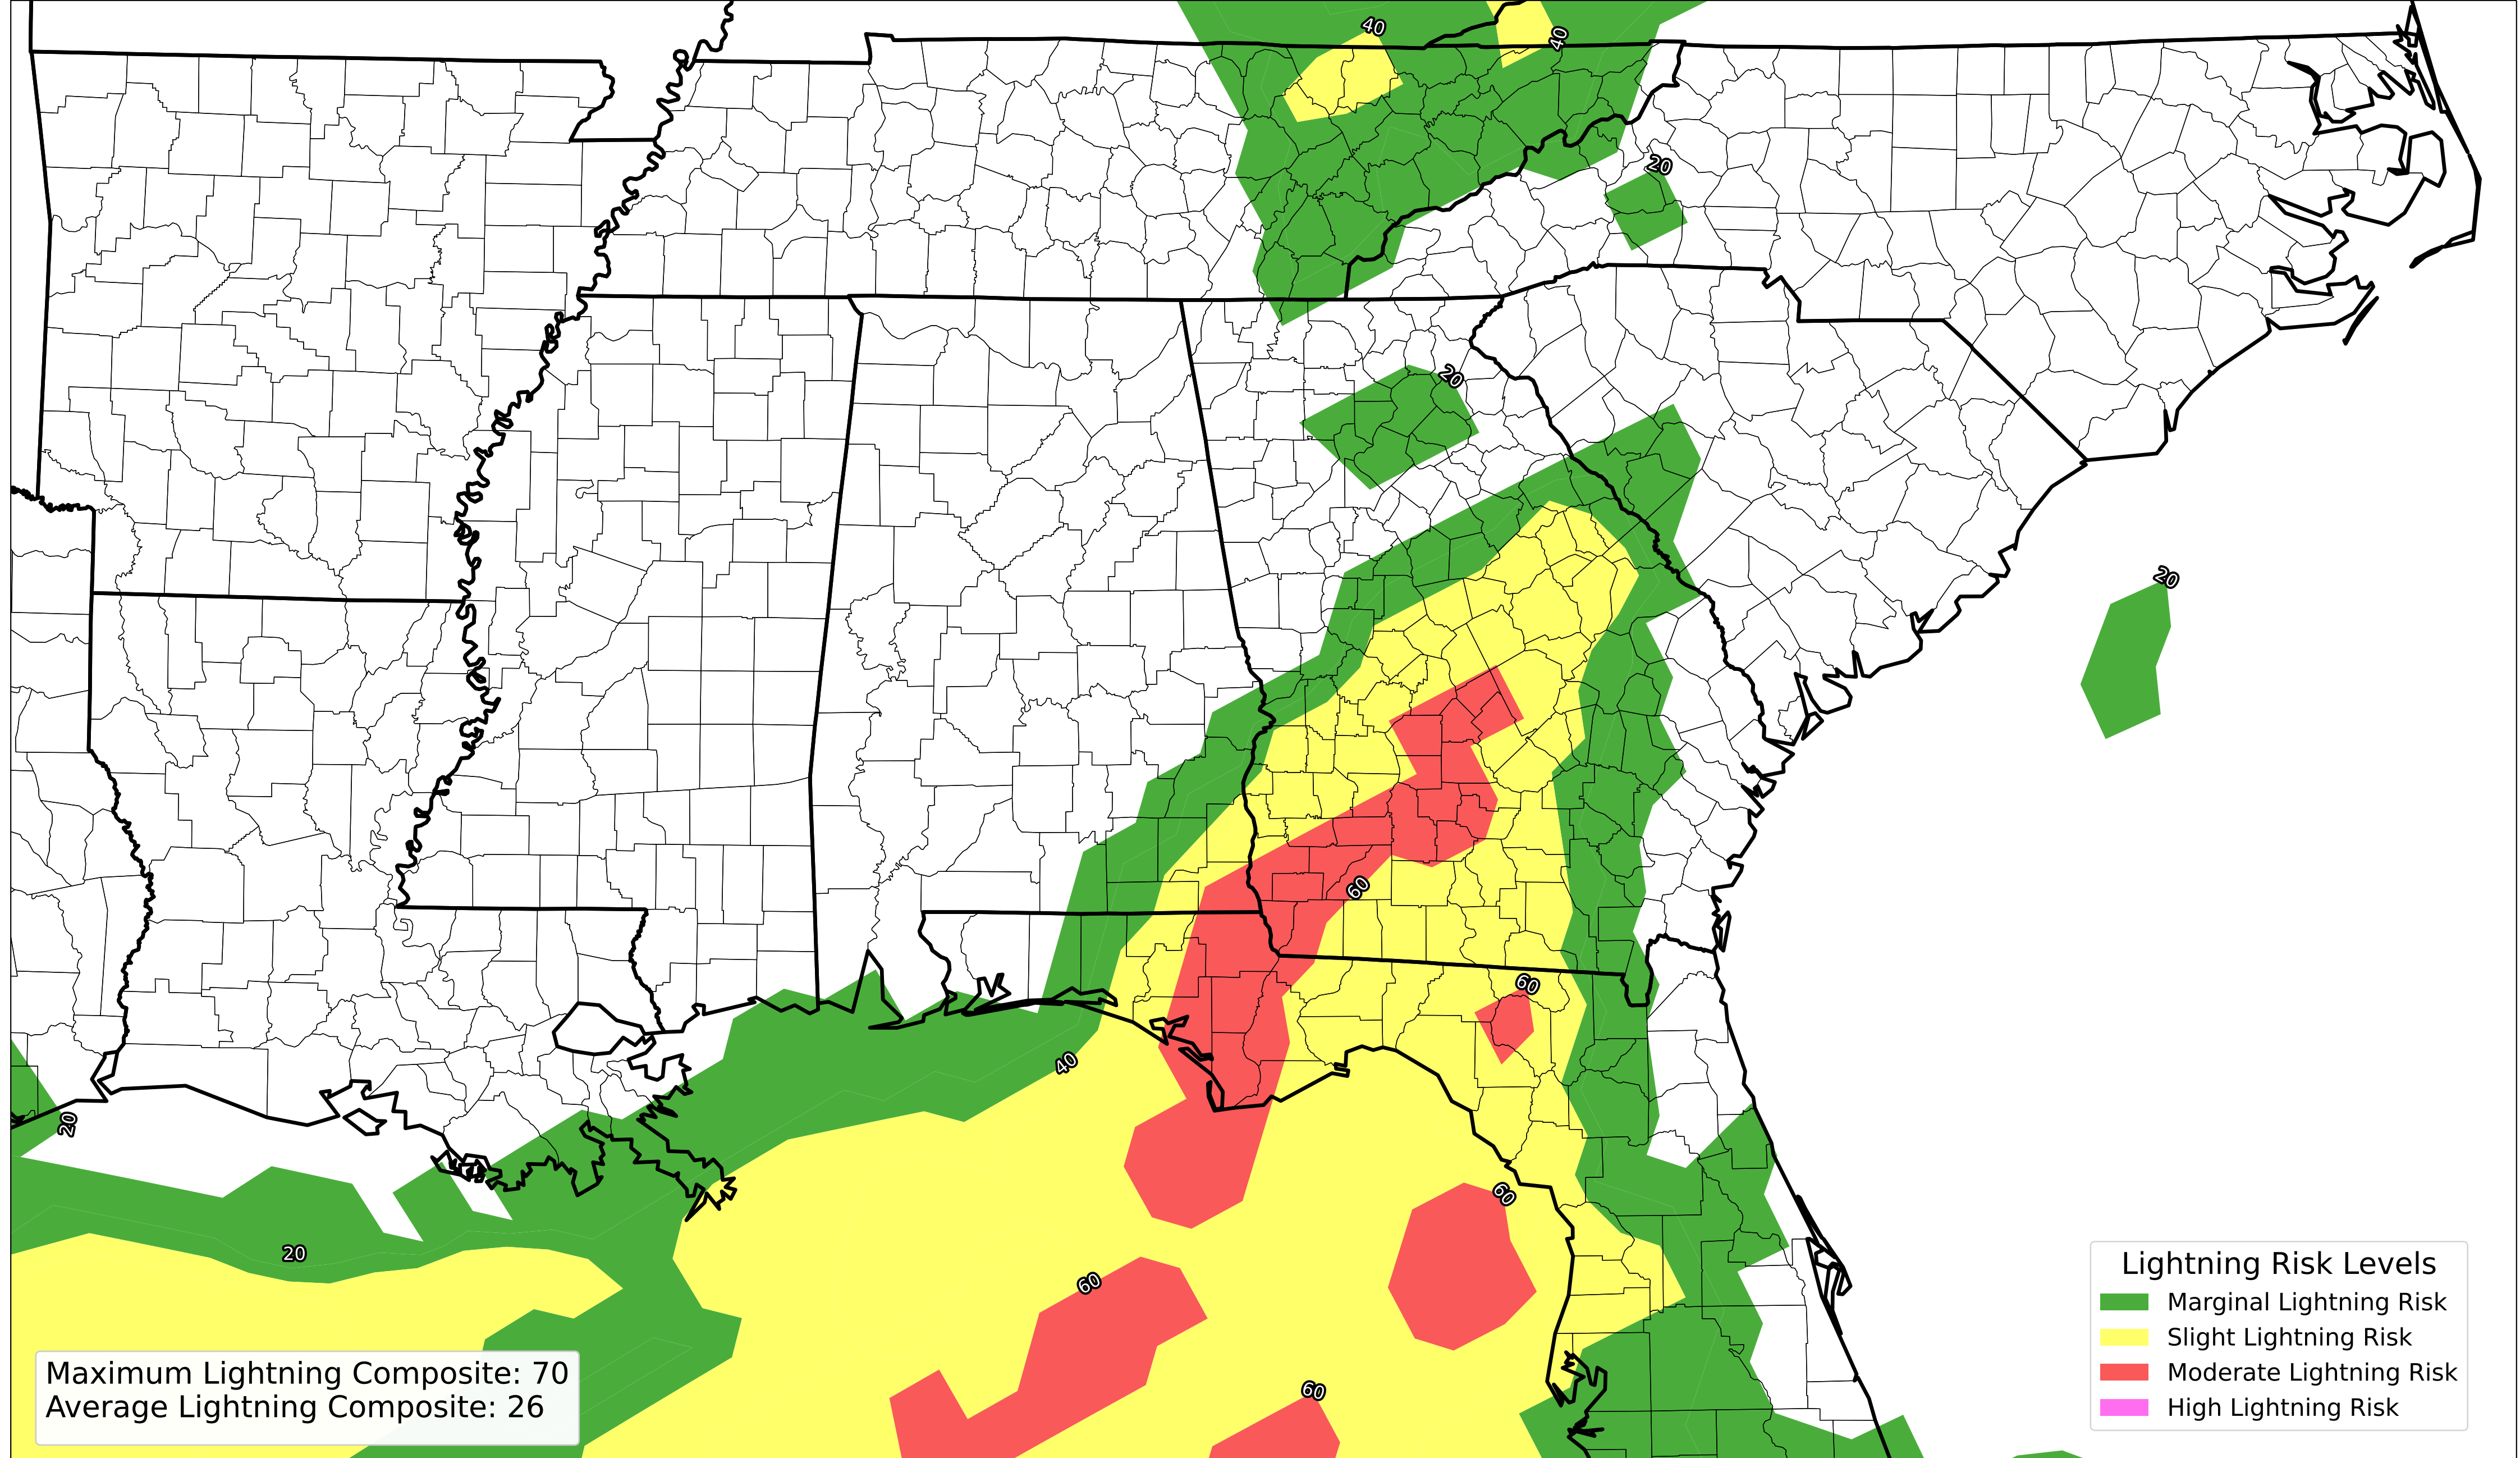 40
40
20
20
20
60
60
40
20
60
20
60
60
Lightning Risk Levels
Marginal Lightning Risk
Slight Lightning Risk
Moderate Lightning Risk
High Lightning Risk
Maximum Lightning Composite: 70
Average Lightning Composite: 26